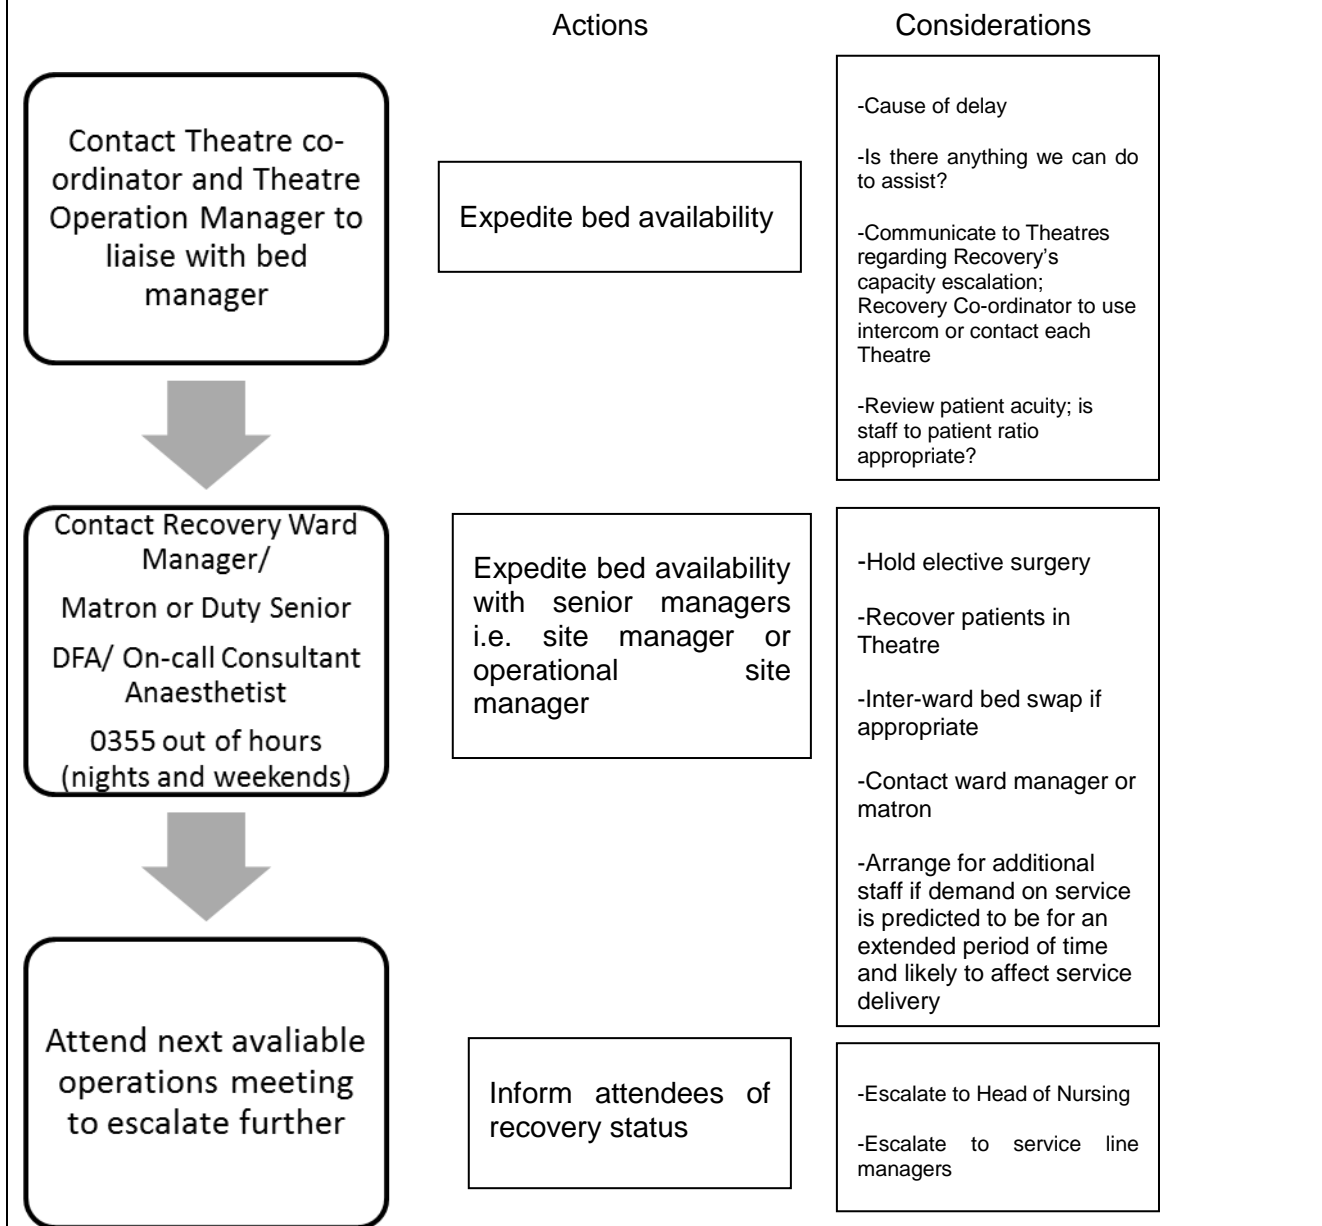 Actions
Considerations
Contact Theatre co-
ordinator and Theatre
Operation Manager to
liaise with bed
manager
Expedite bed availability
-Cause of delay
-Is there anything we can do
to assist?
-Communicate to Theatres
regarding Recovery's
capacity escalation;
Recovery Co-ordinator to use
intercom or contact each
Theatre
-Review patient acuity; is
staff to patient ratio
appropriate?
Contact Recovery Ward
Manager/
Matron or Duty Senior
DFA/ On-call Consultant
Anaesthetist
0355 out of hours
(nights and weekends)
Expedite bed availability
with senior managers
i.e. site manager or
operational site
manager
-Hold elective surgery
-Recover patients in
Theatre
-Inter-ward bed swap if
appropriate
-Contact ward manager or
matron
-Arrange for additional
staff if demand on service
is predicted to be for an
extended period of time
and likely to affect service
delivery
Attend next avaliable
operations meeting
to escalate further
Inform attendees of
recovery status
-Escalate to Head of Nursing
-Escalate to service line
managers